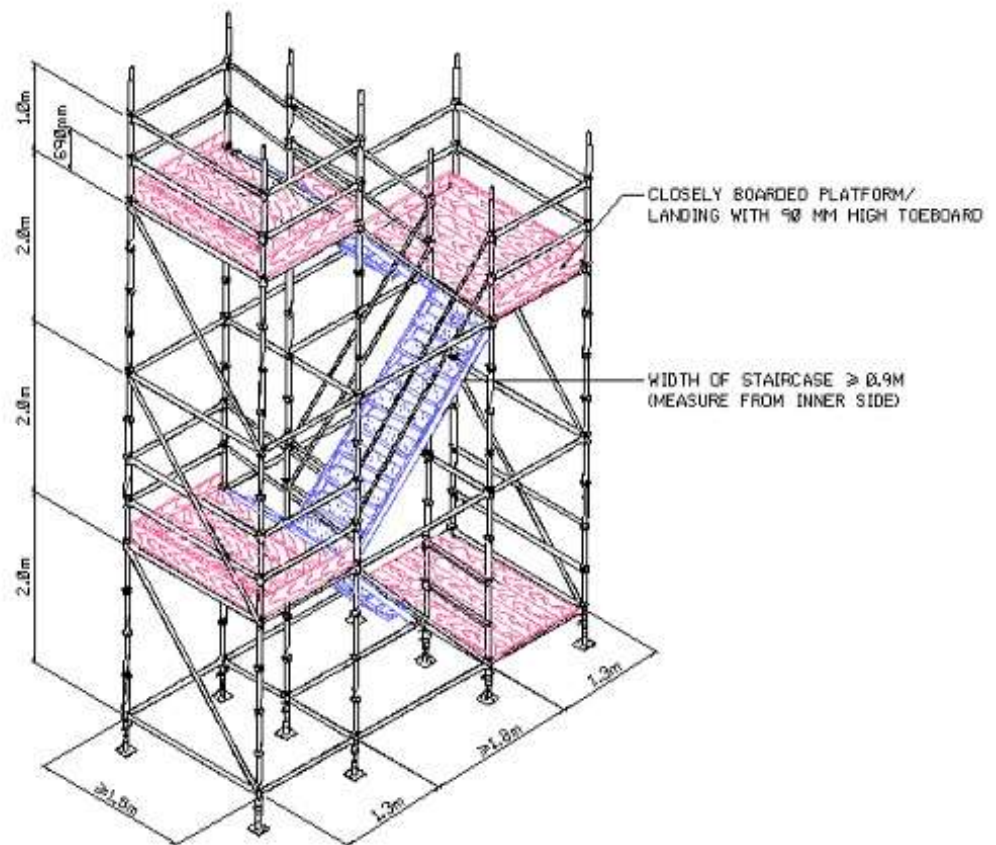 1.0m
690mm
2.0m
CLOSELY BOARDED PLATFORM/
LANDING WITH 90 MM HIGH TOEBOARD
2.0m
WIDTH OF STAIRCASE ⩾ 0.9M
(MEASURE FROM INNER SIDE)
2.0m
1.3m
⩾1.8m
⩾1.8m
1.3m